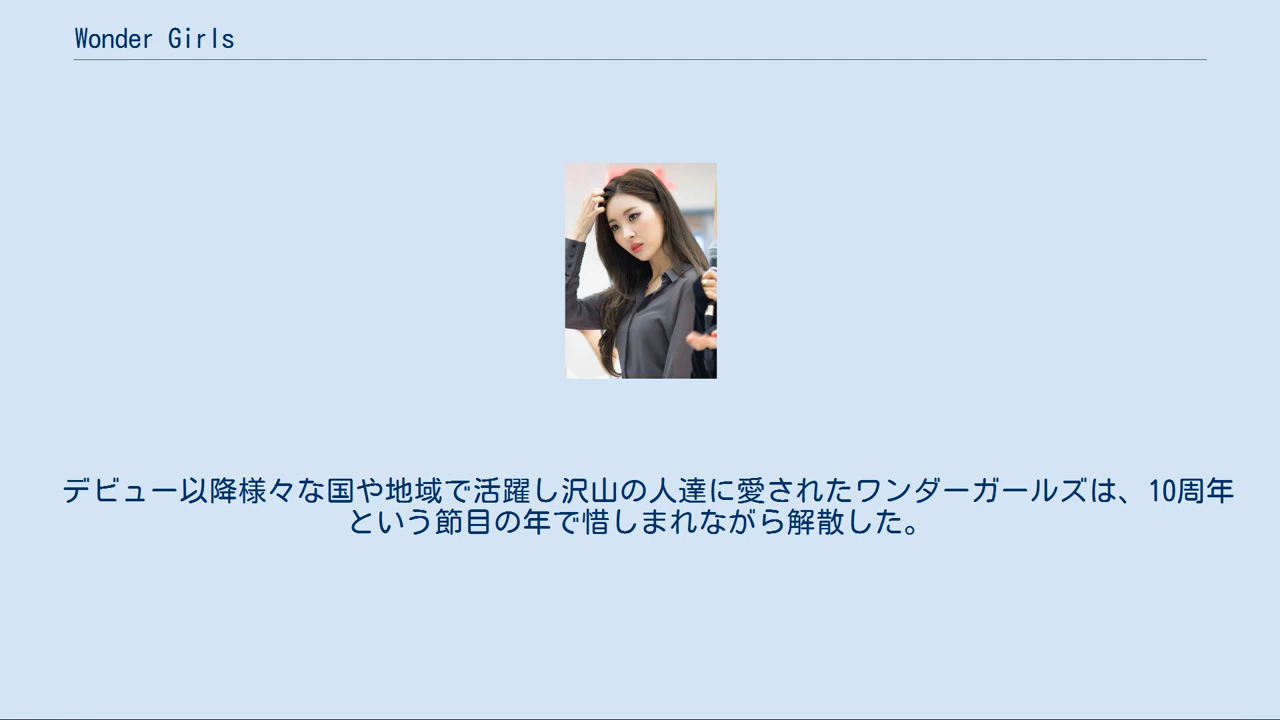 Wonder Girls
デビュー以降様々な国や地域で活躍し沢山の人達に愛されたワンダーガールズは、10周年
という節目の年で惜しまれながら解散した。